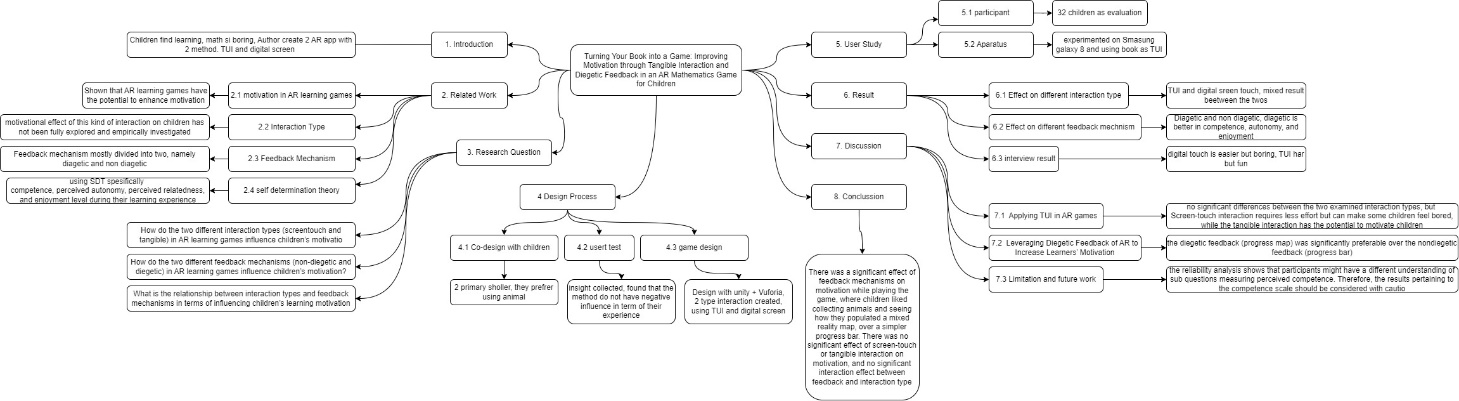 Turning Your Book into a Game: Improving
Motivation through Tangible Interaction and
Diegetic Feedback in an AR Mathematics Game
for Children
1. Introduction
Children find learning, math si boring, Author create 2 AR app with
2 method. TUI and digital screen
2. Related Work
2.1 motivation in AR learning games
Shown that AR learning games have
the potential to enhance motivation
2.2 Interaction Type
motivational effect of this kind of interaction on children has
not been fully explored and empirically investigated
2.3 Feedback Mechanism
Feedback mechanism mostly divided into two, namely
diagetic and non diagetic
2.4 self determination theory
using SDT spesifically
competence, perceived autonomy, perceived relatedness,
and enjoyment level during their learning experience
3. Research Question
How do the two different interaction types (screentouch and
tangible) in AR learning games influence children's motivatio
How do the two different feedback mechanisms (non-diegetic and
diegetic) in AR learning games influence children's motivation?
What is the relationship between interaction types and feedback
mechanisms in terms of influencing children's learning motivation
4 Design Process
4.1 Co-design with children
2 primary sholler, they prefrer
using animal
4.2 usert test
insight collected, found that the
method do not have negative
influence in term of their
experience
4.3 game design
Design with unity + Vuforia,
2 type interaction created,
using TUI and digital screen
5. User Study
5.1 participant
32 children as evaluation
5.2 Aparatus
experimented on Smasung
galaxy 8 and using book as TUI
6. Result
6.1 Effect on different interaction type
TUI and digital sreen touch, mixed result
beetween the twos
6.2 Effect on different feedback mechnism
Diagetic and non diagetic, diagetic is
better in competence, autonomy, and
enjoyment
6.3 interview result
digital touch is easier but boring, TUI har
but fun
7. Discussion
7.1 Applying TUI in AR games
no significant differences between the two examined interaction types, but
Screen-touch interaction requires less effort but can make some children feel bored,
while the tangible interaction has the potential to motivate children
7.2 Leveraging Diegetic Feedback of AR to
Increase Learners' Motivation
the diegetic feedback (progress map) was significantly preferable over the nondiegetic
feedback (progress bar)
7.3 Limitation and future work
the reliability analysis shows that participants might have a different understanding of
sub questions measuring perceived competence. Therefore, the results pertaining to
the competence scale should be considered with cautio
8. Conclussion
There was a significant effect of
feedback mechanisms on
motivation while playing the
game, where children liked
collecting animals and seeing
how they populated a mixed
reality map, over a simpler
progress bar. There was no
significant effect of screen-touch
or tangible interaction on
motivation, and no significant
interaction effect between
feedback and interaction type